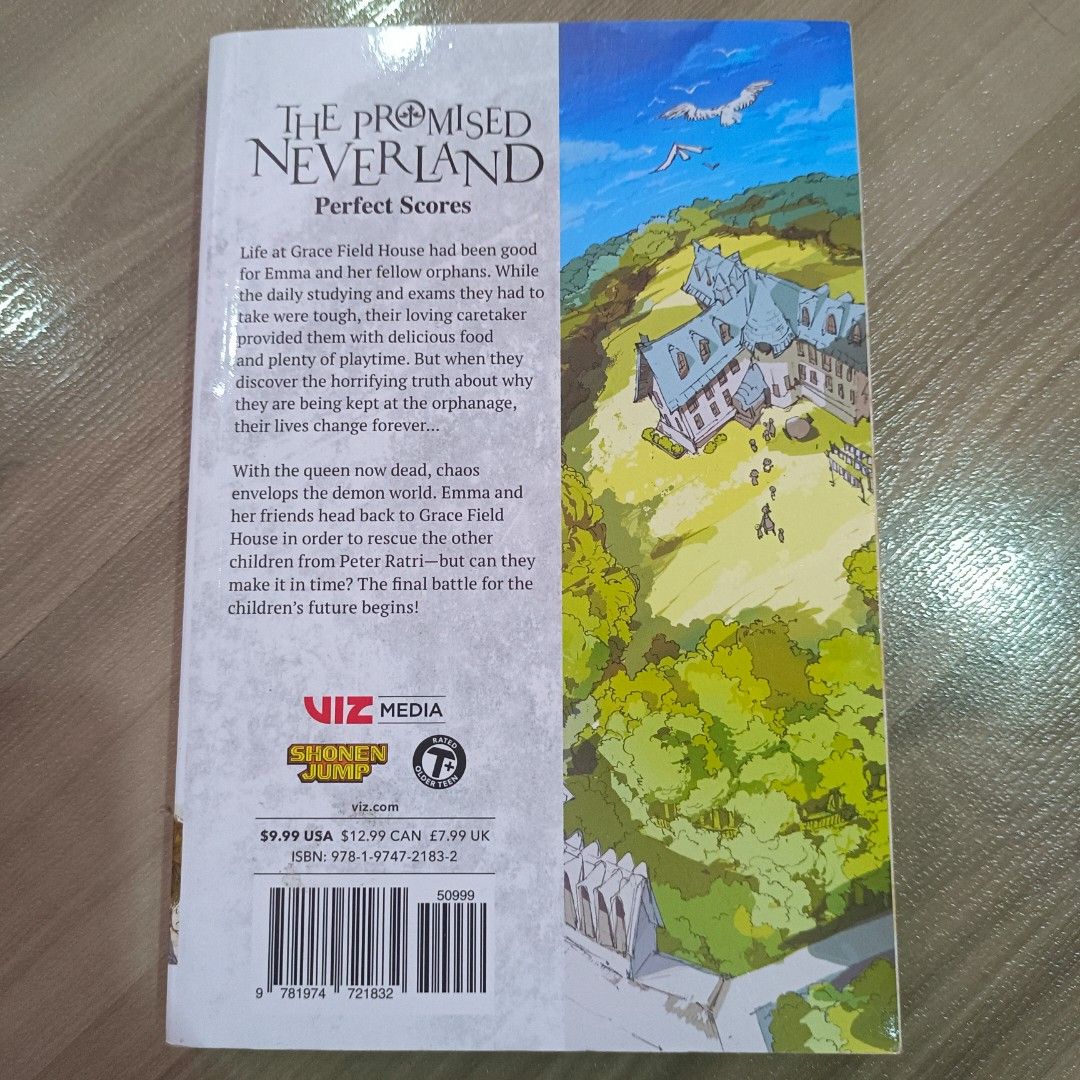 THE PROMISED
NEVERLAND
Perfect Scores
Life at Grace Field House had been good
for Emma and her fellow orphans. While
the daily studying and exams they had to
take were tough, their loving caretaker
provided them with delicious food
and plenty of playtime. But when they
discover the horrifying truth about why
they are being kept at the orphanage,
their lives change forever...
With the queen now dead, chaos
envelops the demon world. Emma and
her friends head back to Grace Field
House in order to rescue the other
children from Peter Ratri—but can they
make it in time? The final battle for the
children's future begins!
VIZ MEDIA
SHONEN
JUMP
RATED
T+
OLDER TEEN
viz.com
$9.99 USA $12.99 CAN £7.99 UK
ISBN: 978-1-9747-2183-2
50999
9 781974 721832